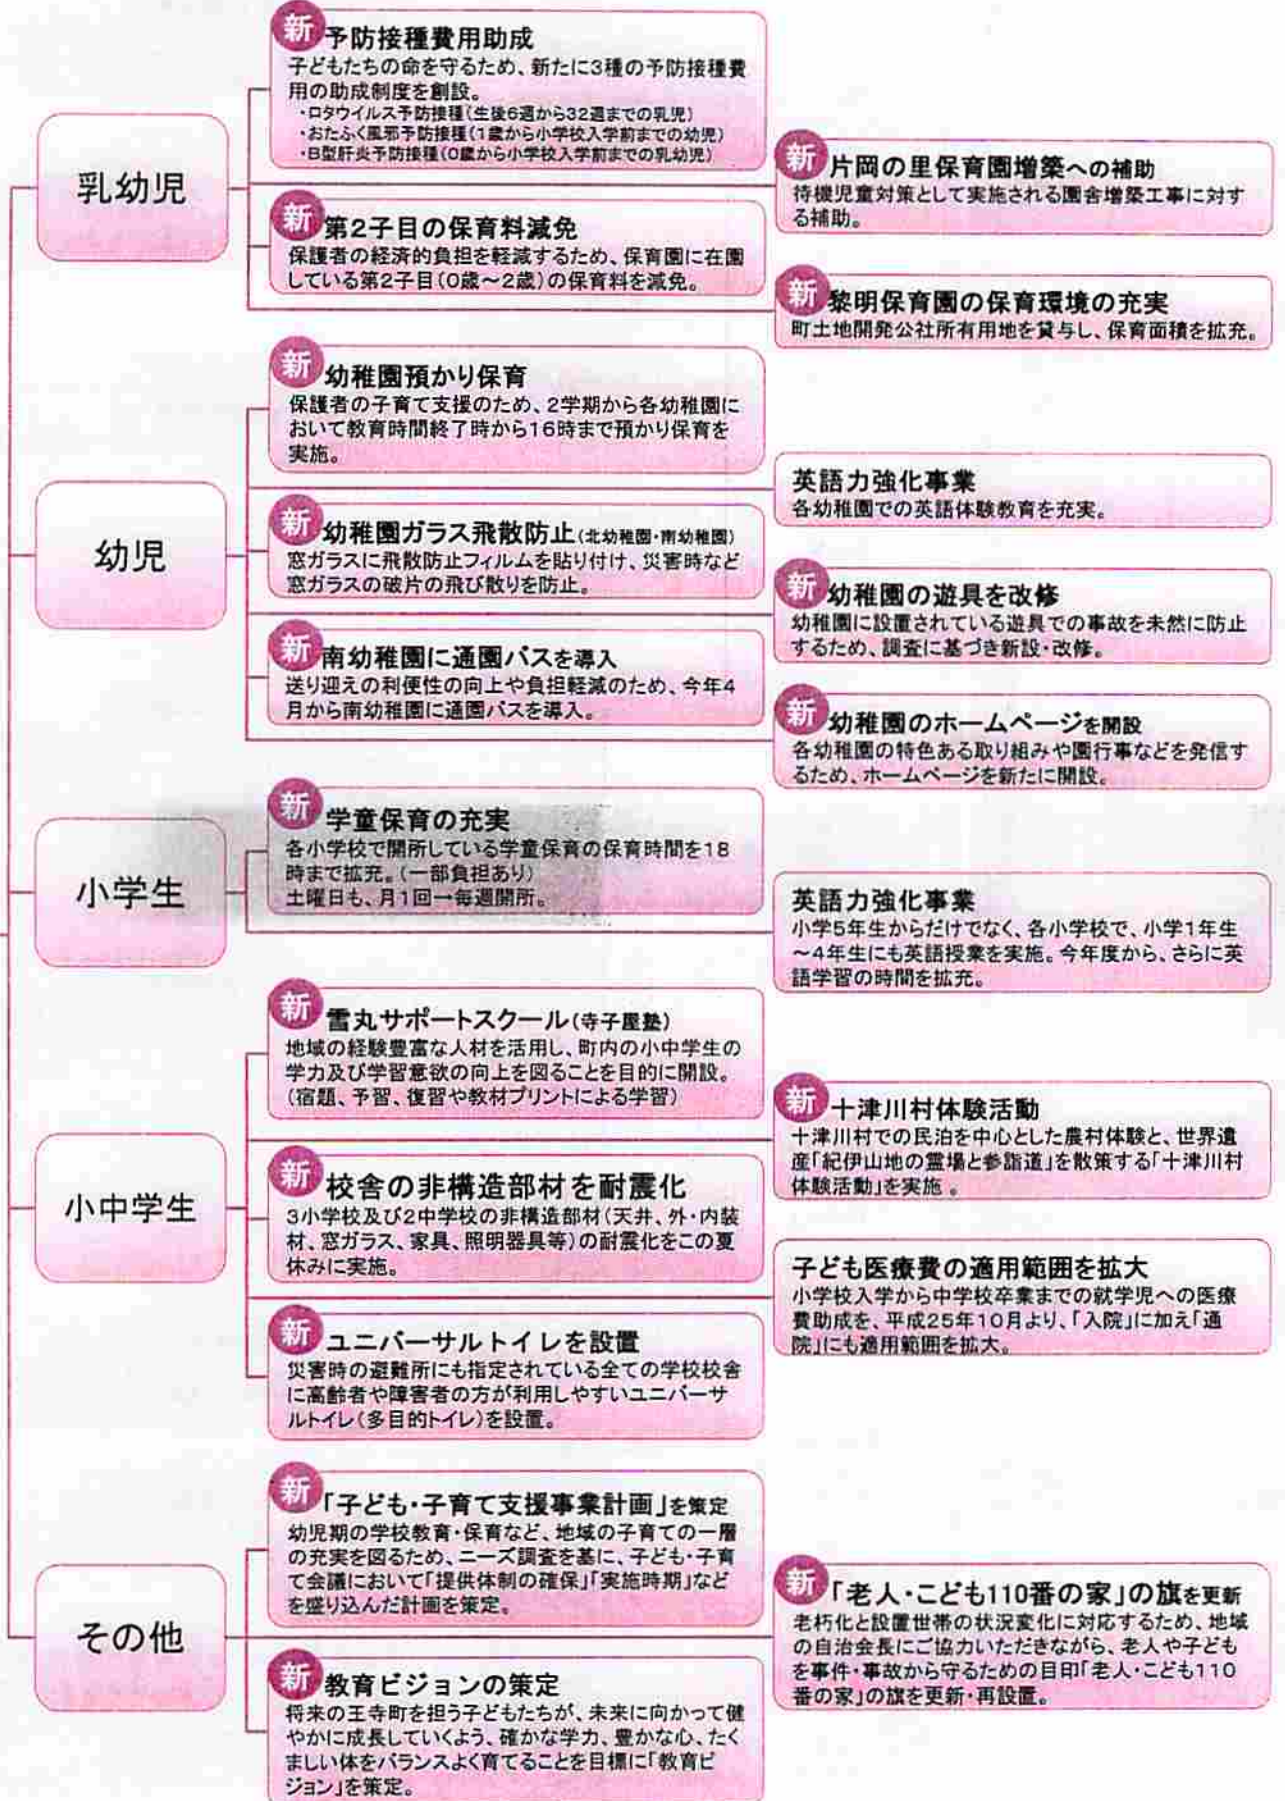 乳幼児
新 予防接種費用助成
子どもたちの命を守るため、新たに3種の予防接種費
用の助成制度を創設。
・ロタウイルス予防接種(生後6週から32週までの乳児)
・おたふく風邪予防接種(1歳から小学校入学前までの幼児)
・B型肝炎予防接種(0歳から小学校入学前までの乳幼児)
新 片岡の里保育園増築への補助
待機児童対策として実施される園舎増築工事に対す
る補助。
新 第2子目の保育料減免
保護者の経済的負担を軽減するため、保育園に在園
している第2子目(0歳～2歳)の保育料を減免。
新 黎明保育園の保育環境の充実
町土地開発公社所有用地を貸与し、保育面積を拡充。
幼児
新 幼稚園預かり保育
保護者の子育て支援のため、2学期から各幼稚園に
おいて教育時間終了時から16時まで預かり保育を
実施。
英語力強化事業
各幼稚園での英語体験教育を充実。
新 幼稚園ガラス飛散防止(北幼稚園・南幼稚園)
窓ガラスに飛散防止フィルムを貼り付け、災害時など
窓ガラスの破片の飛び散りを防止。
新 幼稚園の遊具を改修
幼稚園に設置されている遊具での事故を未然に防止
するため、調査に基づき新設・改修。
新 南幼稚園に通園バスを導入
送り迎えの利便性の向上や負担軽減のため、今年4
月から南幼稚園に通園バスを導入。
新 幼稚園のホームページを開設
各幼稚園の特色ある取り組みや園行事などを発信す
るため、ホームページを新たに開設。
小学生
新 学童保育の充実
各小学校で開所している学童保育の保育時間を18
時まで拡充。(一部負担あり)
土曜日も、月1回→毎週開所。
英語力強化事業
小学5年生からだけでなく、各小学校で、小学1年生
～4年生にも英語授業を実施。今年度から、さらに英
語学習の時間を拡充。
小中学生
新 雪丸サポートスクール(寺子屋塾)
地域の経験豊富な人材を活用し、町内の小中学生の
学力及び学習意欲の向上を図ることを目的に開設。
(宿題、予習、復習や教材プリントによる学習)
新 十津川村体験活動
十津川村での民泊を中心とした農村体験と、世界遺
産「紀伊山地の霊場と参詣道」を散策する「十津川村
体験活動」を実施。
新 校舎の非構造部材を耐震化
3小学校及び2中学校の非構造部材(天井、外・内装
材、窓ガラス、家具、照明器具等)の耐震化をこの夏
休みに実施。
子ども医療費の適用範囲を拡大
小学校入学から中学校卒業までの就学児への医療
費助成を、平成25年10月より、「入院」に加え「通
院」にも適用範囲を拡大。
新 ユニバーサルトイレを設置
災害時の避難所にも指定されている全ての学校校舎
に高齢者や障害者の方が利用しやすいユニバーサ
ルトイレ(多目的トイレ)を設置。
その他
新 「子ども・子育て支援事業計画」を策定
幼児期の学校教育・保育など、地域の子育ての一層
の充実を図るため、ニーズ調査を基に、子ども・子育
て会議において「提供体制の確保」「実施時期」など
を盛り込んだ計画を策定。
新 「老人・こども110番の家」の旗を更新
老朽化と設置世帯の状況変化に対応するため、地域
の自治会長にご協力いただきながら、老人や子ども
を事件・事故から守るための目印「老人・こども110
番の家」の旗を更新・再設置。
新 教育ビジョンの策定
将来の王寺町を担う子どもたちが、未来に向かって健
やかに成長していくよう、確かな学力、豊かな心、たく
ましい体をバランスよく育てることを目標に「教育ビ
ジョン」を策定。